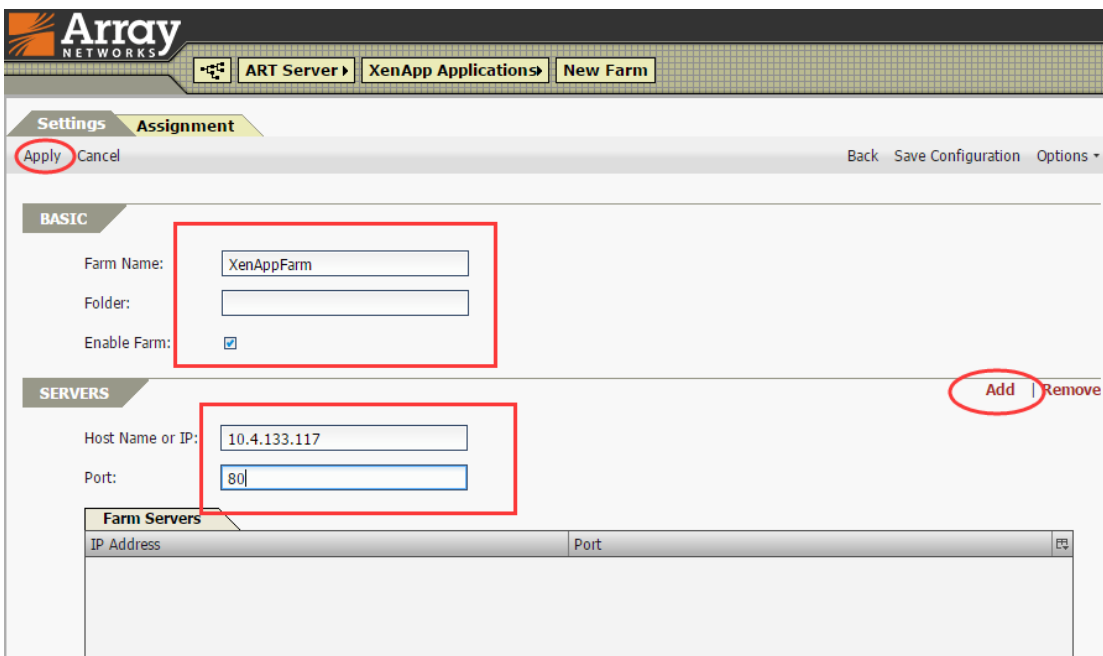 Array
NETWORKS
ART Server XenApp Applications New Farm
Settings Assignment
Apply Cancel Back Save Configuration Options
BASIC
Farm Name: XenAppFarm
Folder:
Enable Farm:
SERVERS Add | Remove
Host Name or IP: 10.4.133.117
Port: 80
Farm Servers
IP Address Port